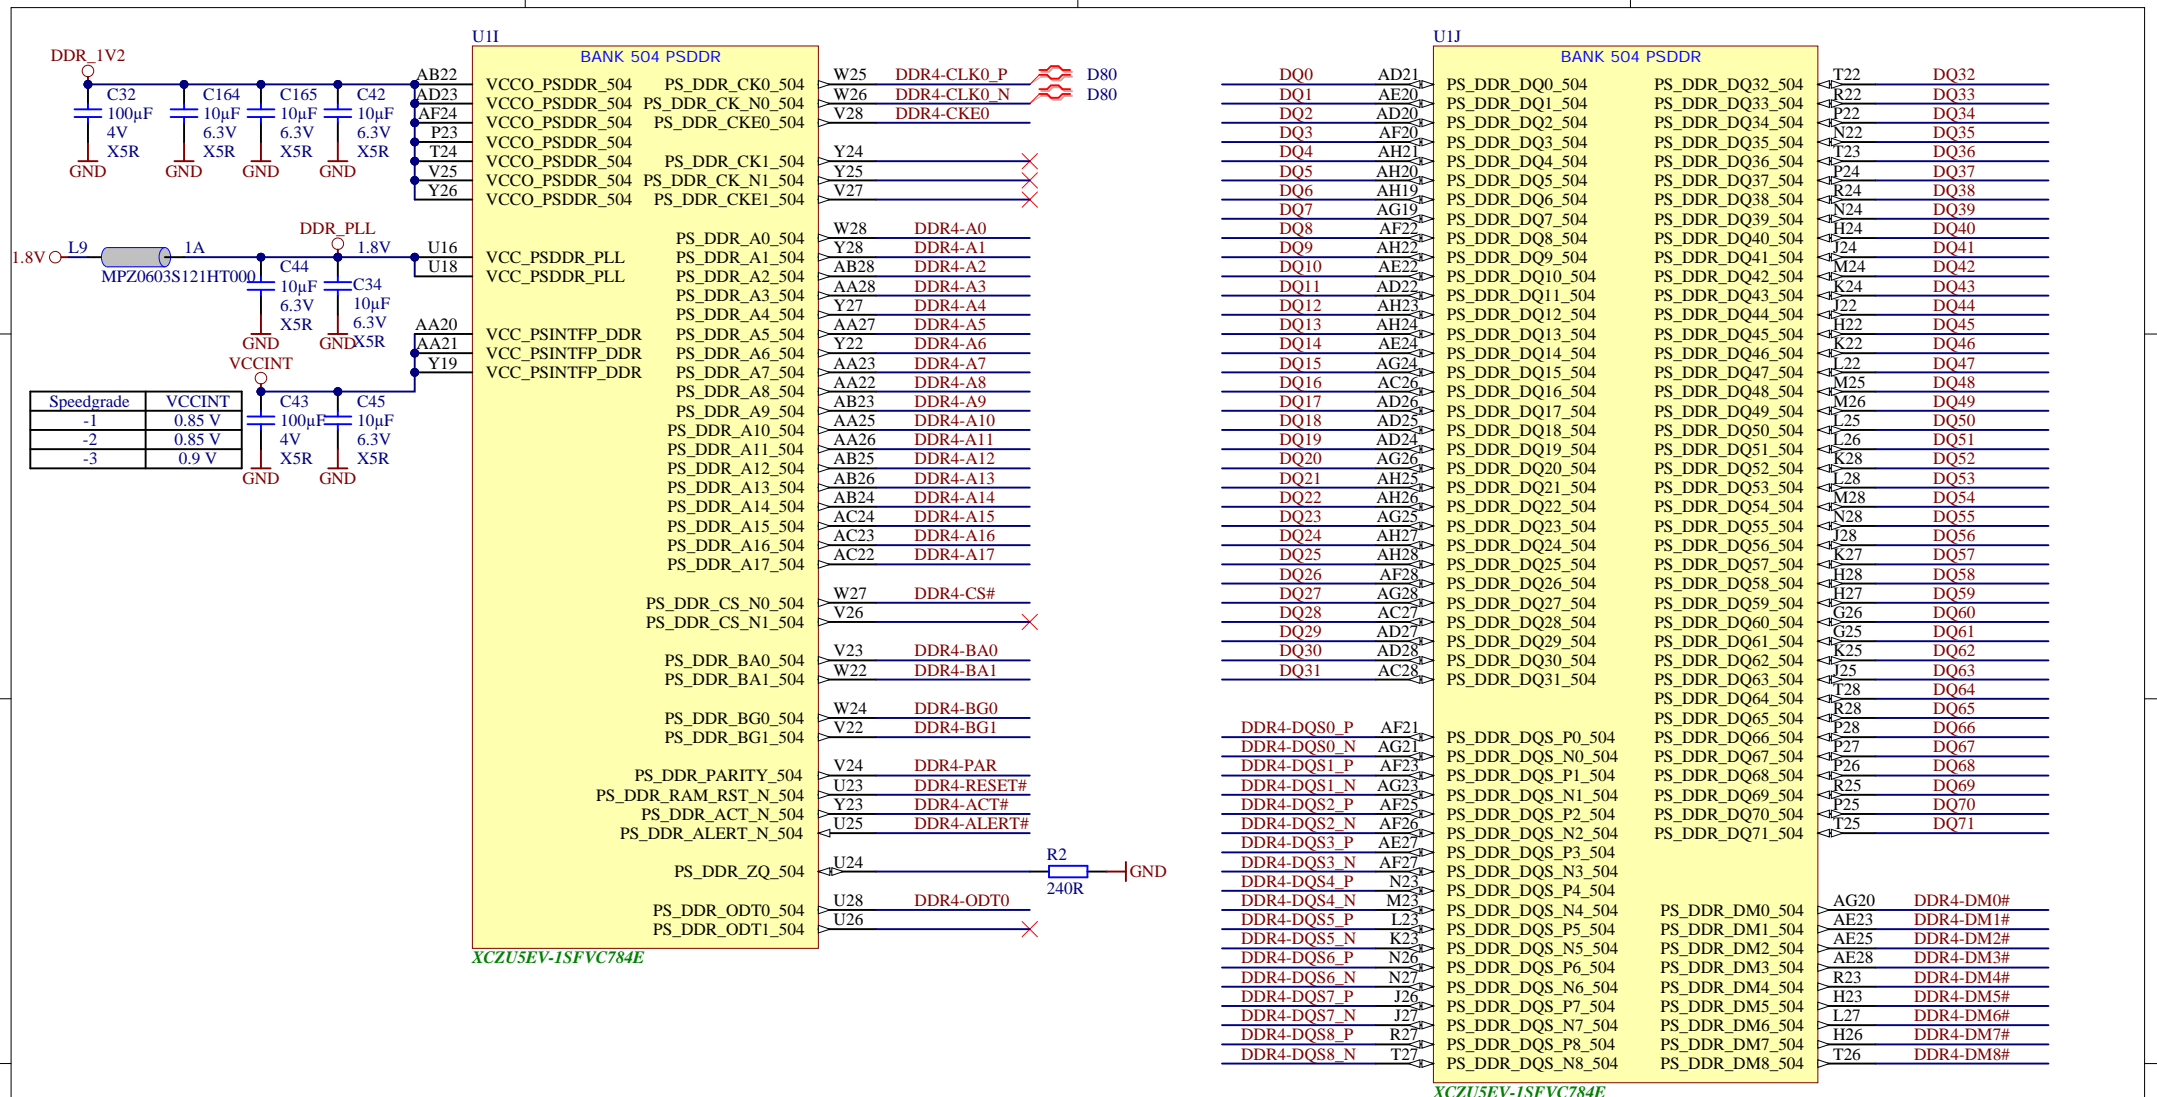 U1I
BANK 504 PSDDR
DDR_1V2
C32
100µF
4V
X5R
GND
C164
10µF
6.3V
X5R
GND
C165
10µF
6.3V
X5R
GND
C42
10µF
6.3V
X5R
GND
AB22 VCCO_PSDDR_504
AD23 VCCO_PSDDR_504
AF24 VCCO_PSDDR_504
P23 VCCO_PSDDR_504
T24 VCCO_PSDDR_504
V25 VCCO_PSDDR_504
Y26 VCCO_PSDDR_504
1.8V
L9
1A
MPZ0603S121HT000
DDR_PLL
1.8V
C44
10µF
6.3V
X5R
GND
C34
10µF
6.3V
X5R
GND
U16 VCC_PSDDR_PLL
U18 VCC_PSDDR_PLL
AA20 VCC_PSINTFP_DDR
AA21 VCC_PSINTFP_DDR
Y19 VCC_PSINTFP_DDR
VCCINT
C43
100µF
4V
X5R
GND
C45
10µF
6.3V
X5R
GND
Speedgrade VCCINT
-1 0.85 V
-2 0.85 V
-3 0.9 V
PS_DDR_CK0_504 W25 DDR4-CLK0_P D80
PS_DDR_CK_N0_504 W26 DDR4-CLK0_N D80
PS_DDR_CKE0_504 V28 DDR4-CKE0
PS_DDR_CK1_504 Y24
PS_DDR_CK_N1_504 Y25
PS_DDR_CKE1_504 V27
PS_DDR_A0_504 W28 DDR4-A0
PS_DDR_A1_504 Y28 DDR4-A1
PS_DDR_A2_504 AB28 DDR4-A2
PS_DDR_A3_504 AA28 DDR4-A3
PS_DDR_A4_504 Y27 DDR4-A4
PS_DDR_A5_504 AA27 DDR4-A5
PS_DDR_A6_504 Y22 DDR4-A6
PS_DDR_A7_504 AA23 DDR4-A7
PS_DDR_A8_504 AA22 DDR4-A8
PS_DDR_A9_504 AB23 DDR4-A9
PS_DDR_A10_504 AA25 DDR4-A10
PS_DDR_A11_504 AA26 DDR4-A11
PS_DDR_A12_504 AB25 DDR4-A12
PS_DDR_A13_504 AB26 DDR4-A13
PS_DDR_A14_504 AB24 DDR4-A14
PS_DDR_A15_504 AC24 DDR4-A15
PS_DDR_A16_504 AC23 DDR4-A16
PS_DDR_A17_504 AC22 DDR4-A17
PS_DDR_CS_N0_504 W27 DDR4-CS#
PS_DDR_CS_N1_504 V26
PS_DDR_BA0_504 V23 DDR4-BA0
PS_DDR_BA1_504 W22 DDR4-BA1
PS_DDR_BG0_504 W24 DDR4-BG0
PS_DDR_BG1_504 V22 DDR4-BG1
PS_DDR_PARITY_504 V24 DDR4-PAR
PS_DDR_RAM_RST_N_504 U23 DDR4-RESET#
PS_DDR_ACT_N_504 Y23 DDR4-ACT#
PS_DDR_ALERT_N_504 U25 DDR4-ALERT#
PS_DDR_ZQ_504 U24 R2 240R GND
PS_DDR_ODT0_504 U28 DDR4-ODT0
PS_DDR_ODT1_504 U26
XCZU5EV-1SFVC784E
U1J
BANK 504 PSDDR
DQ0 AD21 PS_DDR_DQ0_504
DQ1 AE20 PS_DDR_DQ1_504
DQ2 AD20 PS_DDR_DQ2_504
DQ3 AF20 PS_DDR_DQ3_504
DQ4 AH21 PS_DDR_DQ4_504
DQ5 AH20 PS_DDR_DQ5_504
DQ6 AH19 PS_DDR_DQ6_504
DQ7 AG19 PS_DDR_DQ7_504
DQ8 AF22 PS_DDR_DQ8_504
DQ9 AH22 PS_DDR_DQ9_504
DQ10 AE22 PS_DDR_DQ10_504
DQ11 AD22 PS_DDR_DQ11_504
DQ12 AH23 PS_DDR_DQ12_504
DQ13 AH24 PS_DDR_DQ13_504
DQ14 AE24 PS_DDR_DQ14_504
DQ15 AG24 PS_DDR_DQ15_504
DQ16 AC26 PS_DDR_DQ16_504
DQ17 AD26 PS_DDR_DQ17_504
DQ18 AD25 PS_DDR_DQ18_504
DQ19 AD24 PS_DDR_DQ19_504
DQ20 AG26 PS_DDR_DQ20_504
DQ21 AH25 PS_DDR_DQ21_504
DQ22 AH26 PS_DDR_DQ22_504
DQ23 AG25 PS_DDR_DQ23_504
DQ24 AH27 PS_DDR_DQ24_504
DQ25 AH28 PS_DDR_DQ25_504
DQ26 AF28 PS_DDR_DQ26_504
DQ27 AG28 PS_DDR_DQ27_504
DQ28 AC27 PS_DDR_DQ28_504
DQ29 AD27 PS_DDR_DQ29_504
DQ30 AD28 PS_DDR_DQ30_504
DQ31 AC28 PS_DDR_DQ31_504
DDR4-DQS0_P AF21 PS_DDR_DQS_P0_504
DDR4-DQS0_N AG21 PS_DDR_DQS_N0_504
DDR4-DQS1_P AF23 PS_DDR_DQS_P1_504
DDR4-DQS1_N AG23 PS_DDR_DQS_N1_504
DDR4-DQS2_P AF25 PS_DDR_DQS_P2_504
DDR4-DQS2_N AF26 PS_DDR_DQS_N2_504
DDR4-DQS3_P AE27 PS_DDR_DQS_P3_504
DDR4-DQS3_N AF27 PS_DDR_DQS_N3_504
DDR4-DQS4_P N23 PS_DDR_DQS_P4_504
DDR4-DQS4_N M23 PS_DDR_DQS_N4_504
DDR4-DQS5_P L23 PS_DDR_DQS_P5_504
DDR4-DQS5_N K23 PS_DDR_DQS_N5_504
DDR4-DQS6_P N26 PS_DDR_DQS_P6_504
DDR4-DQS6_N N27 PS_DDR_DQS_N6_504
DDR4-DQS7_P J26 PS_DDR_DQS_P7_504
DDR4-DQS7_N J27 PS_DDR_DQS_N7_504
DDR4-DQS8_P R27 PS_DDR_DQS_P8_504
DDR4-DQS8_N T27 PS_DDR_DQS_N8_504
PS_DDR_DQ32_504 T22 DQ32
PS_DDR_DQ33_504 R22 DQ33
PS_DDR_DQ34_504 P22 DQ34
PS_DDR_DQ35_504 N22 DQ35
PS_DDR_DQ36_504 T23 DQ36
PS_DDR_DQ37_504 P24 DQ37
PS_DDR_DQ38_504 R24 DQ38
PS_DDR_DQ39_504 N24 DQ39
PS_DDR_DQ40_504 H24 DQ40
PS_DDR_DQ41_504 J24 DQ41
PS_DDR_DQ42_504 M24 DQ42
PS_DDR_DQ43_504 K24 DQ43
PS_DDR_DQ44_504 J22 DQ44
PS_DDR_DQ45_504 H22 DQ45
PS_DDR_DQ46_504 K22 DQ46
PS_DDR_DQ47_504 L22 DQ47
PS_DDR_DQ48_504 M25 DQ48
PS_DDR_DQ49_504 M26 DQ49
PS_DDR_DQ50_504 L25 DQ50
PS_DDR_DQ51_504 L26 DQ51
PS_DDR_DQ52_504 K28 DQ52
PS_DDR_DQ53_504 L28 DQ53
PS_DDR_DQ54_504 M28 DQ54
PS_DDR_DQ55_504 N28 DQ55
PS_DDR_DQ56_504 J28 DQ56
PS_DDR_DQ57_504 K27 DQ57
PS_DDR_DQ58_504 H28 DQ58
PS_DDR_DQ59_504 H27 DQ59
PS_DDR_DQ60_504 G26 DQ60
PS_DDR_DQ61_504 G25 DQ61
PS_DDR_DQ62_504 K25 DQ62
PS_DDR_DQ63_504 J25 DQ63
PS_DDR_DQ64_504 T28 DQ64
PS_DDR_DQ65_504 R28 DQ65
PS_DDR_DQ66_504 P28 DQ66
PS_DDR_DQ67_504 P27 DQ67
PS_DDR_DQ68_504 P26 DQ68
PS_DDR_DQ69_504 R25 DQ69
PS_DDR_DQ70_504 P25 DQ70
PS_DDR_DQ71_504 T25 DQ71
PS_DDR_DM0_504 AG20 DDR4-DM0#
PS_DDR_DM1_504 AE23 DDR4-DM1#
PS_DDR_DM2_504 AE25 DDR4-DM2#
PS_DDR_DM3_504 AE28 DDR4-DM3#
PS_DDR_DM4_504 R23 DDR4-DM4#
PS_DDR_DM5_504 H23 DDR4-DM5#
PS_DDR_DM6_504 L27 DDR4-DM6#
PS_DDR_DM7_504 H26 DDR4-DM7#
PS_DDR_DM8_504 T26 DDR4-DM8#
XCZU5EV-1SFVC784E